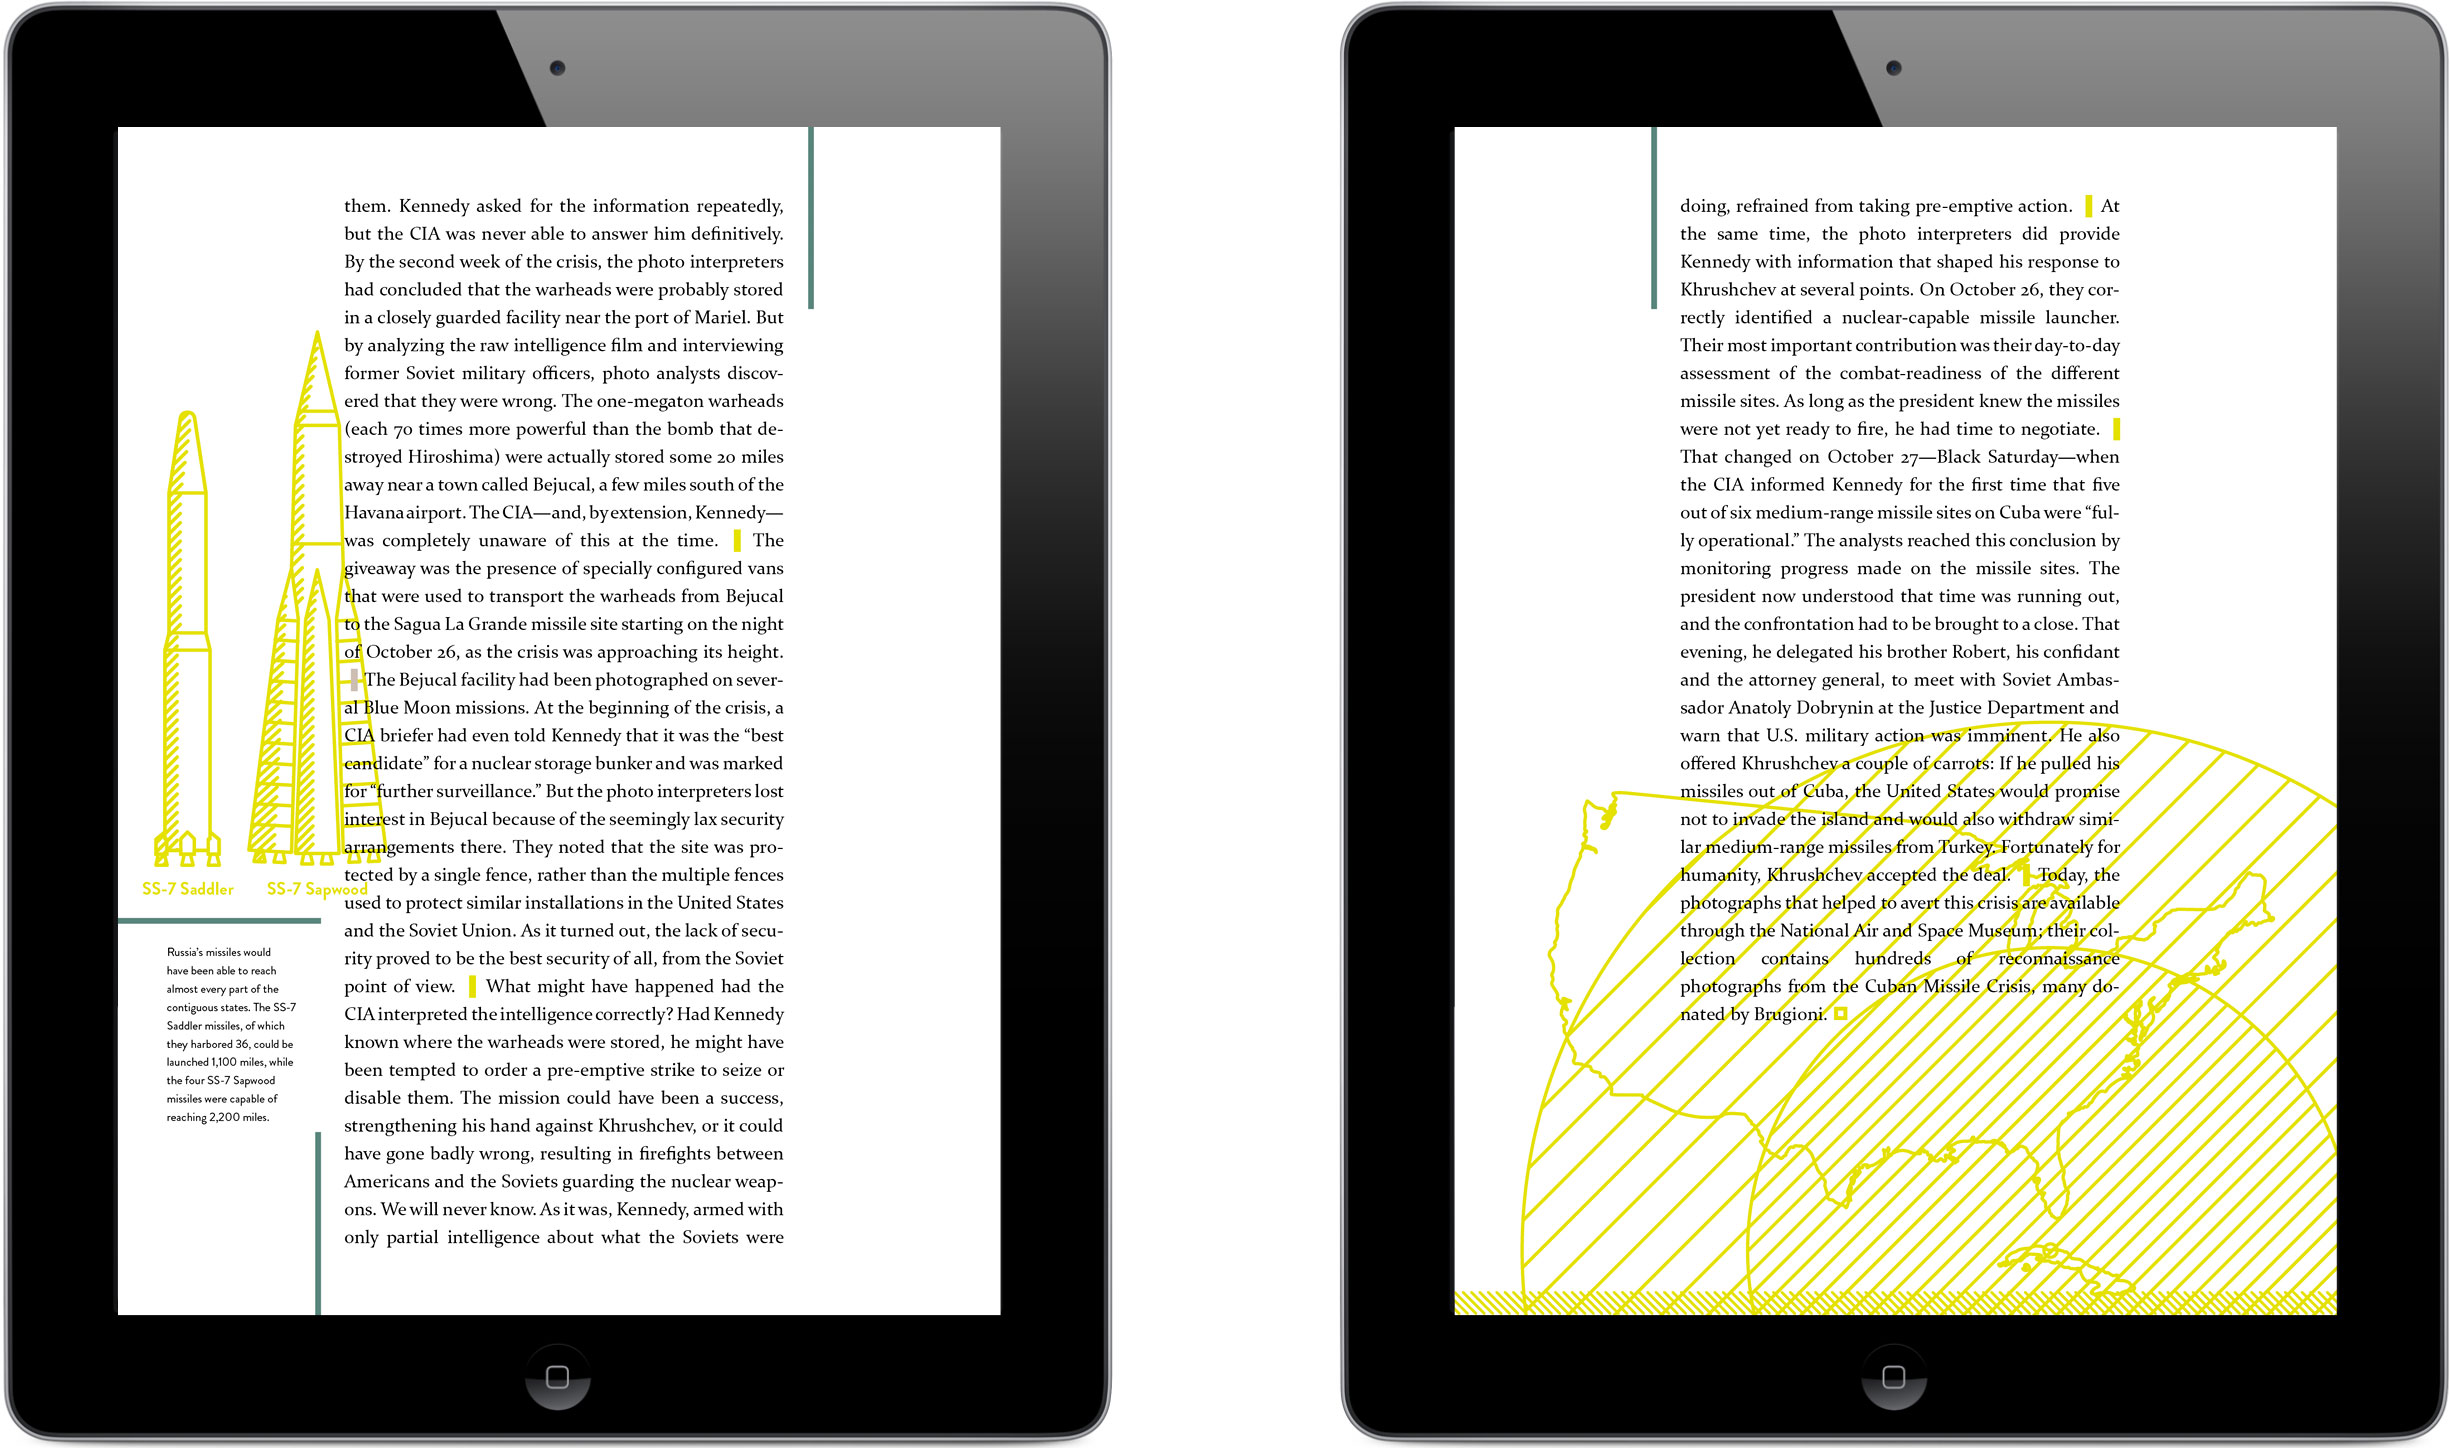 them. Kennedy asked for the information repeatedly,
but the CIA was never able to answer him definitively.
By the second week of the crisis, the photo interpreters
had concluded that the warheads were probably stored
in a closely guarded facility near the port of Mariel. But
by analyzing the raw intelligence film and interviewing
former Soviet military officers, photo analysts discov-
ered that they were wrong. The one-megaton warheads
(each 70 times more powerful than the bomb that de-
stroyed Hiroshima) were actually stored some 20 miles
away near a town called Bejucal, a few miles south of the
Havana airport. The CIA—and, by extension, Kennedy—
was completely unaware of this at the time. The
giveaway was the presence of specially configured vans
that were used to transport the warheads from Bejucal
to the Sagua La Grande missile site starting on the night
of October 26, as the crisis was approaching its height.
The Bejucal facility had been photographed on sever-
al Blue Moon missions. At the beginning of the crisis, a
CIA briefer had even told Kennedy that it was the “best
candidate” for a nuclear storage bunker and was marked
for “further surveillance.” But the photo interpreters lost
interest in Bejucal because of the seemingly lax security
arrangements there. They noted that the site was pro-
tected by a single fence, rather than the multiple fences
used to protect similar installations in the United States
and the Soviet Union. As it turned out, the lack of secu-
rity proved to be the best security of all, from the Soviet
point of view. What might have happened had the
CIA interpreted the intelligence correctly? Had Kennedy
known where the warheads were stored, he might have
been tempted to order a pre-emptive strike to seize or
disable them. The mission could have been a success,
strengthening his hand against Khrushchev, or it could
have gone badly wrong, resulting in firefights between
Americans and the Soviets guarding the nuclear weap-
ons. We will never know. As it was, Kennedy, armed with
only partial intelligence about what the Soviets were
SS-7 Saddler
SS-7 Sapwood
Russia’s missiles would
have been able to reach
almost every part of the
contiguous states. The SS-7
Saddler missiles, of which
they harbored 36, could be
launched 1,100 miles, while
the four SS-7 Sapwood
missiles were capable of
reaching 2,200 miles.
doing, refrained from taking pre-emptive action. At
the same time, the photo interpreters did provide
Kennedy with information that shaped his response to
Khrushchev at several points. On October 26, they cor-
rectly identified a nuclear-capable missile launcher.
Their most important contribution was their day-to-day
assessment of the combat-readiness of the different
missile sites. As long as the president knew the missiles
were not yet ready to fire, he had time to negotiate.
That changed on October 27—Black Saturday—when
the CIA informed Kennedy for the first time that five
out of six medium-range missile sites on Cuba were “ful-
ly operational.” The analysts reached this conclusion by
monitoring progress made on the missile sites. The
president now understood that time was running out,
and the confrontation had to be brought to a close. That
evening, he delegated his brother Robert, his confidant
and the attorney general, to meet with Soviet Ambas-
sador Anatoly Dobrynin at the Justice Department and
warn that U.S. military action was imminent. He also
offered Khrushchev a couple of carrots: If he pulled his
missiles out of Cuba, the United States would promise
not to invade the island and would also withdraw simi-
lar medium-range missiles from Turkey. Fortunately for
humanity, Khrushchev accepted the deal. Today, the
photographs that helped to avert this crisis are available
through the National Air and Space Museum; their col-
lection contains hundreds of reconnaissance
photographs from the Cuban Missile Crisis, many do-
nated by Brugioni.